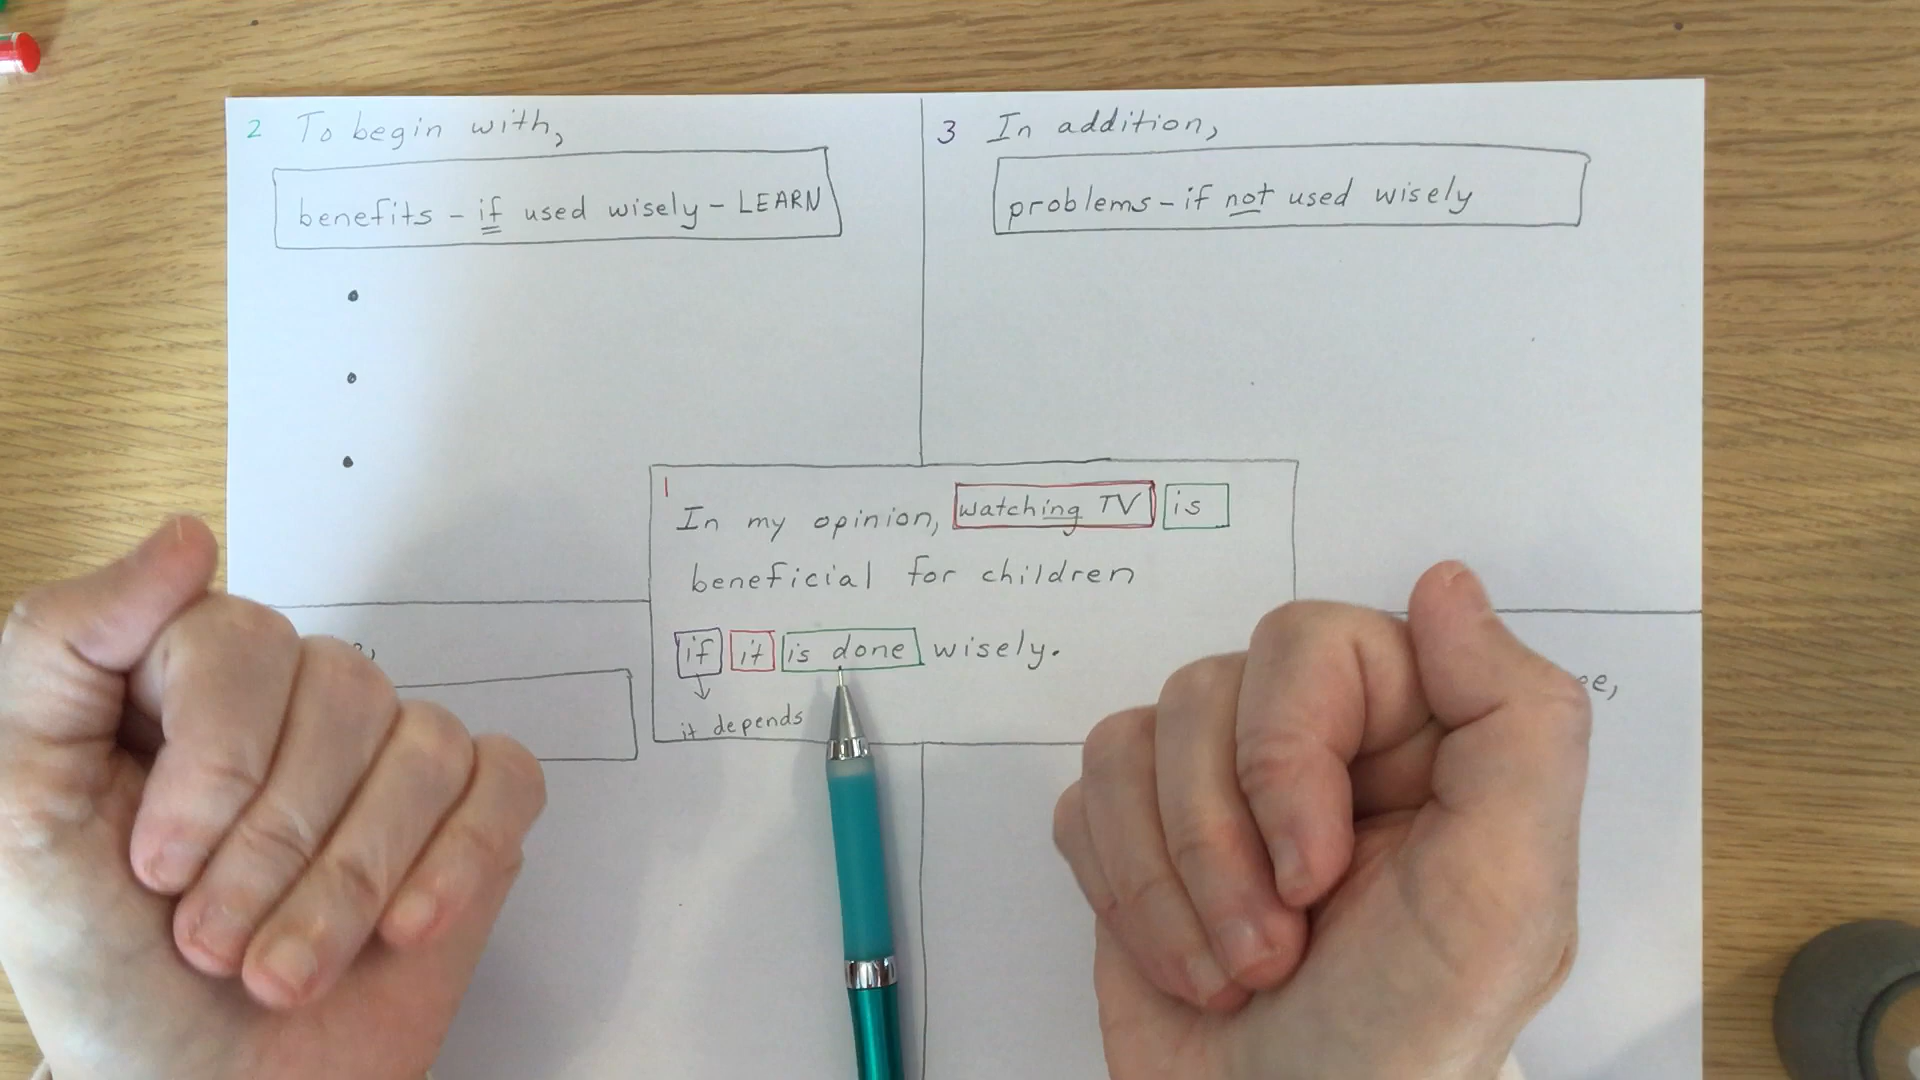 2 To begin with,
benefits - if used wisely - LEARN
3 In addition,
problems - if not used wisely
1
In my opinion, watching TV is
beneficial for children
if it is done wisely.
it depends